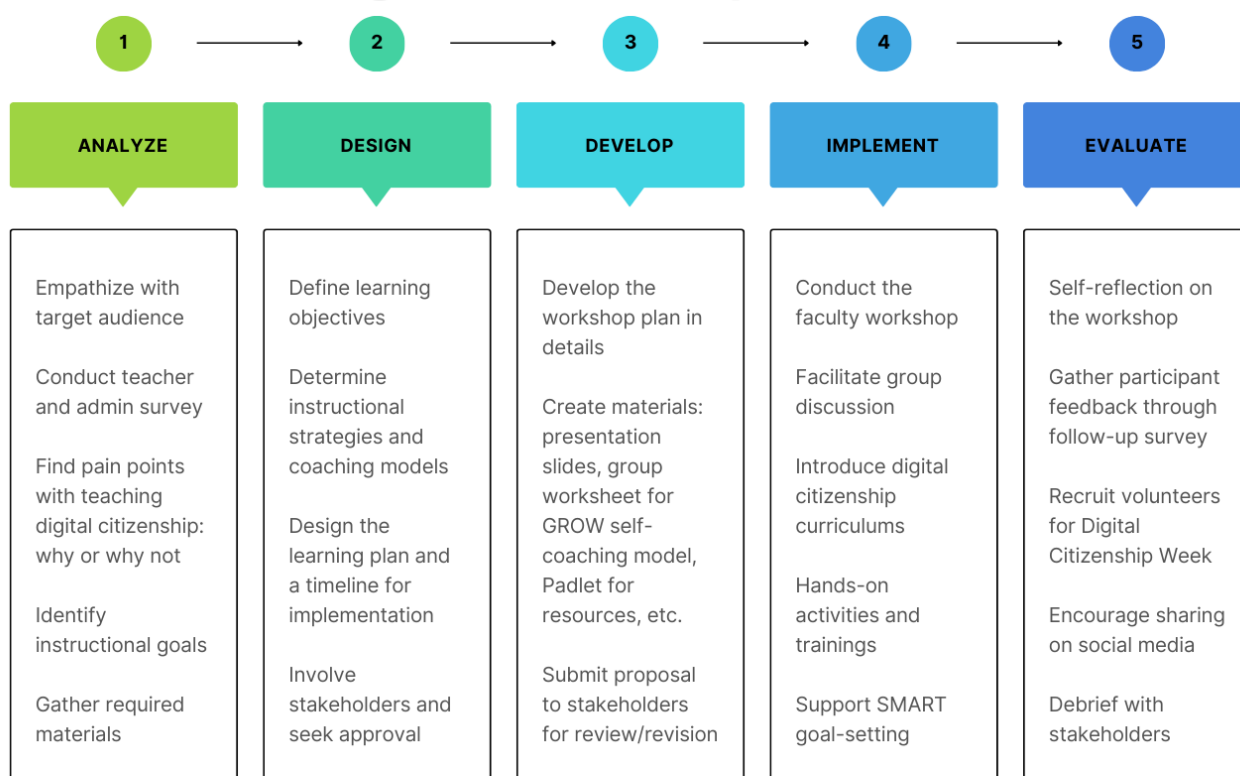 1
2
3
4
5
ANALYZE
DESIGN
DEVELOP
IMPLEMENT
EVALUATE
Empathize with
target audience
Conduct teacher
and admin survey
Find pain points
with teaching
digital citizenship:
why or why not
Identify
instructional goals
Gather required
materials
Define learning
objectives
Determine
instructional
strategies and
coaching models
Design the
learning plan and
a timeline for
implementation
Involve
stakeholders and
seek approval
Develop the
workshop plan in
details
Create materials:
presentation
slides, group
worksheet for
GROW self-
coaching model,
Padlet for
resources, etc.
Submit proposal
to stakeholders
for review/revision
Conduct the
faculty workshop
Facilitate group
discussion
Introduce digital
citizenship
curriculums
Hands-on
activities and
trainings
Support SMART
goal-setting
Self-reflection on
the workshop
Gather participant
feedback through
follow-up survey
Recruit volunteers
for Digital
Citizenship Week
Encourage sharing
on social media
Debrief with
stakeholders